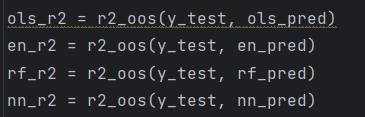 ols_r2 = r2_oos(y_test, ols_pred)
en_r2 = r2_oos(y_test, en_pred)
rf_r2 = r2_oos(y_test, rf_pred)
nn_r2 = r2_oos(y_test, nn_pred)